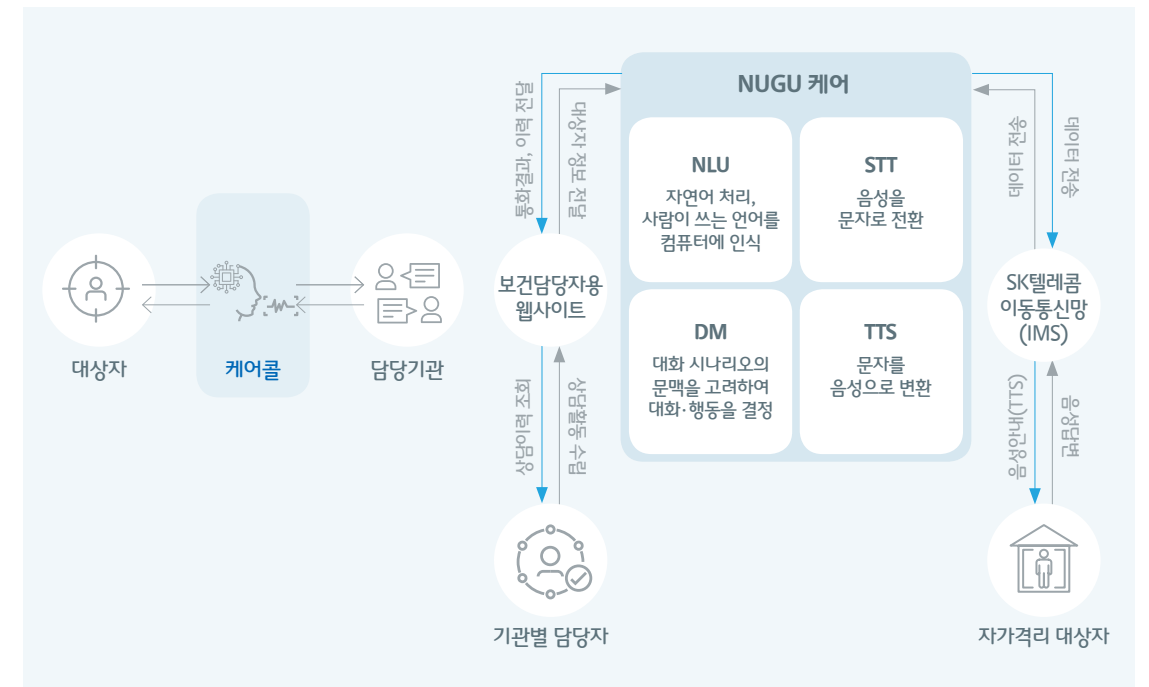 대상자
케어콜
담당기관
통화결과, 이력 전달
대상자 정보 전달
보건담당자용
웹사이트
상담이력 조회
상담활동 수립
기관별 담당자
NUGU 케어
NLU
자연어 처리,
사람이 쓰는 언어를
컴퓨터에 인식
STT
음성을
문자로 전환
DM
대화 시나리오의
문맥을 고려하여
대화·행동을 결정
TTS
문자를
음성으로 변환
데이터 전송
데이터 전송
SK텔레콤
이동통신망
(IMS)
음성안내(TTS)
음성답변
자가격리 대상자